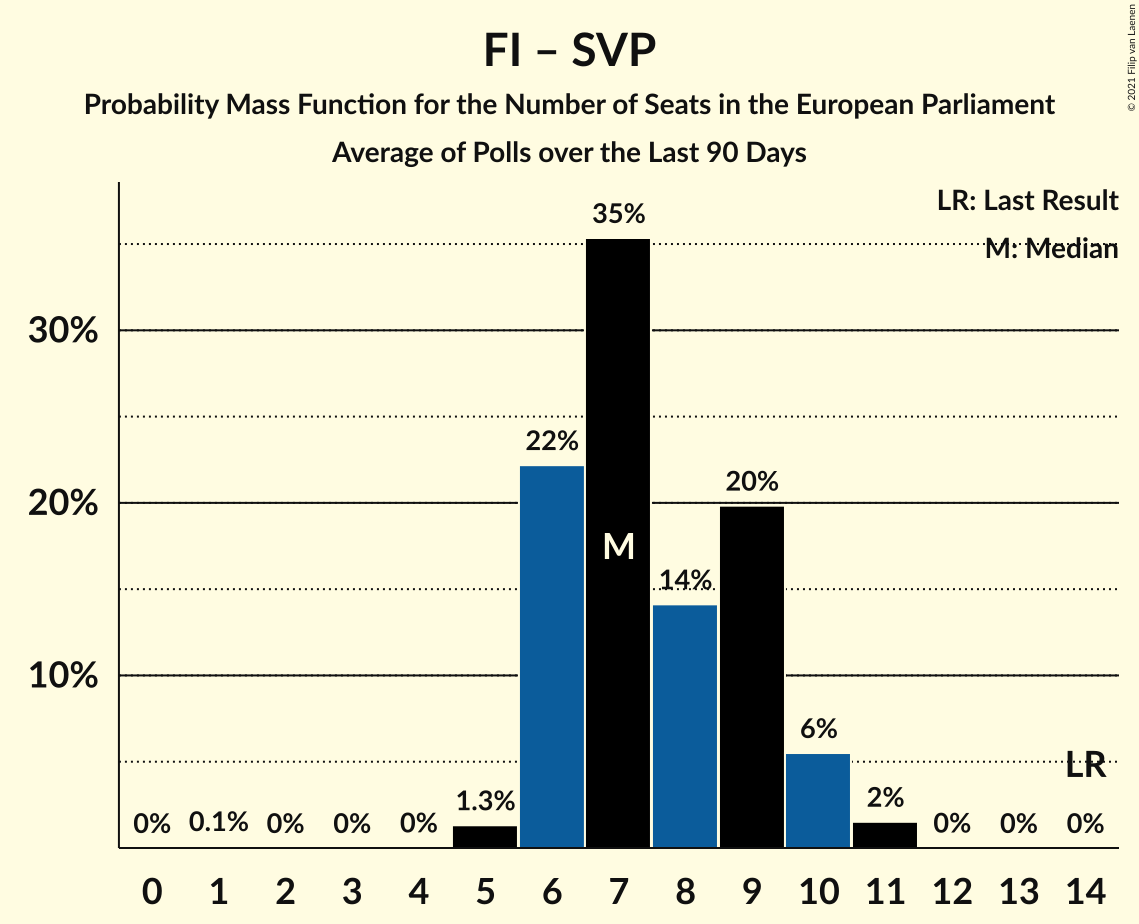 FI – SVP
Probability Mass Function for the Number of Seats in the European Parliament
Average of Polls over the Last 90 Days
© 2021 Filip van Laenen
LR: Last Result
M: Median
35%
30%
22%
20%
20%
M
14%
10%
6%
LR
1.3%
2%
0% 0.1% 0% 0% 0% 0% 0% 0%
0 1 2 3 4 5 6 7 8 9 10 11 12 13 14